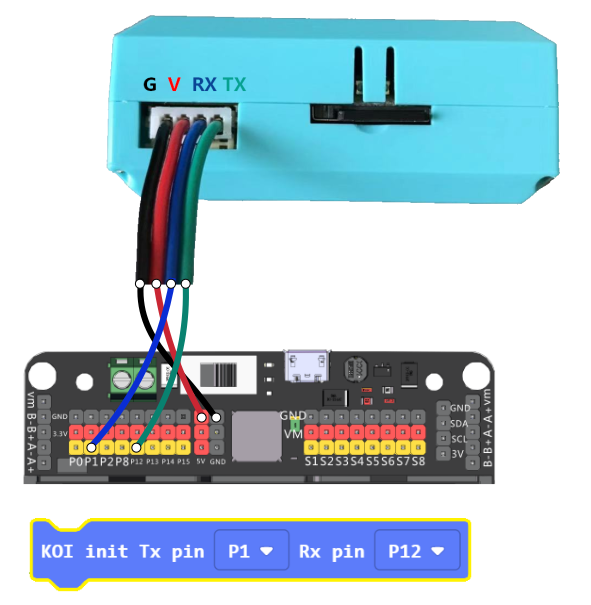 G V RX TX
vm B- B+ A- A+
GND
3.3V
P0 P1 P2 P8 P12 P13 P14 P15 5V GND
GND
VM
S1 S2 S3 S4 S5 S6 S7 S8
GND
SDA
SCL
3V
B- B+ A- A+ vm
KOI init Tx pin P1 Rx pin P12